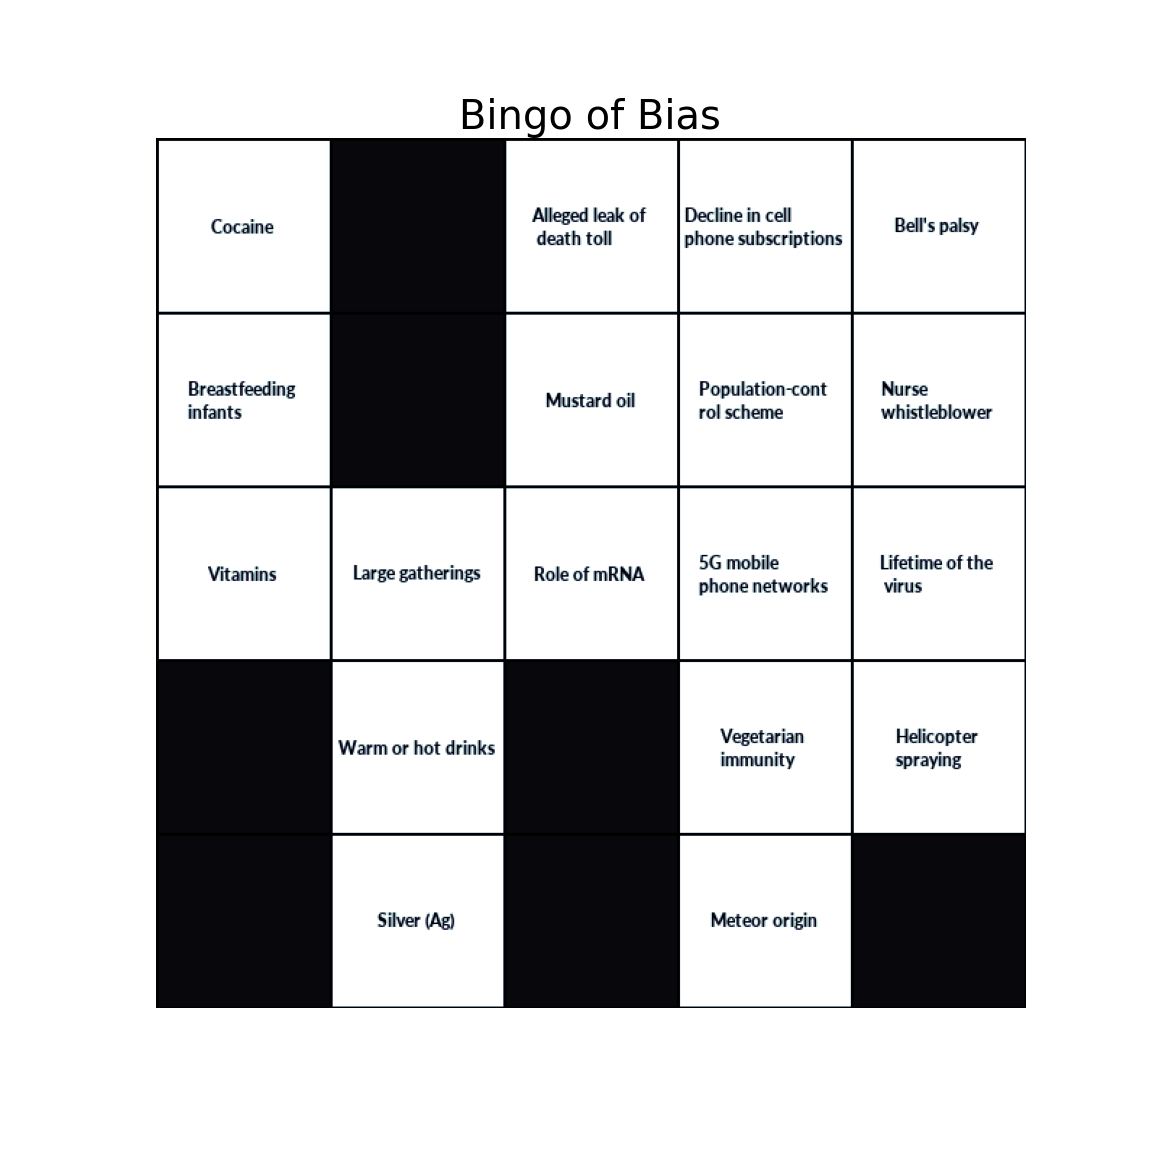 Bingo of Bias
Cocaine
Alleged leak of
death toll
Decline in cell
phone subscriptions
Bell's palsy
Breastfeeding
infants
Mustard oil
Population-cont
rol scheme
Nurse
whistleblower
Vitamins
Large gatherings
Role of mRNA
5G mobile
phone networks
Lifetime of the
virus
Warm or hot drinks
Vegetarian
immunity
Helicopter
spraying
Silver (Ag)
Meteor origin